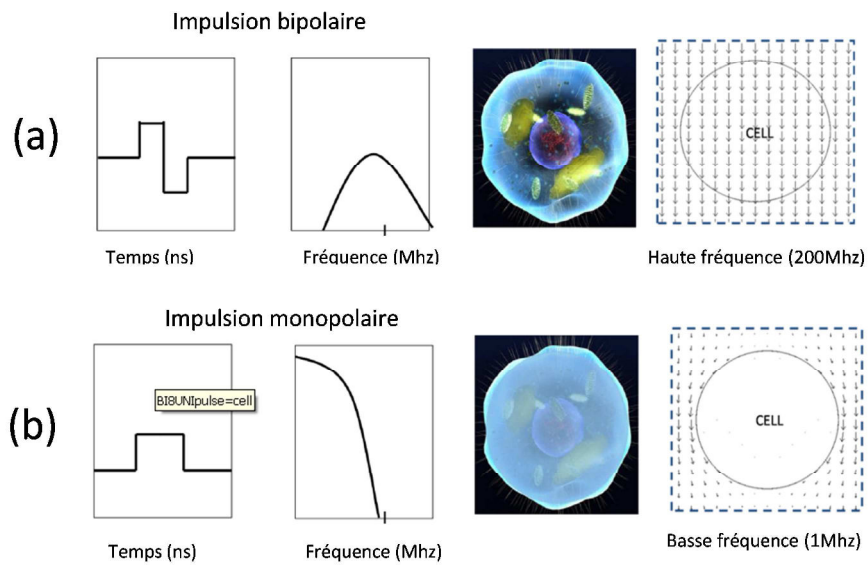 Impulsion bipolaire
(a)
CELL
Temps (ns)
Fréquence (Mhz)
Haute fréquence (200Mhz)
Impulsion monopolaire
BI8UNIpulse=cell
(b)
CELL
Temps (ns)
Fréquence (Mhz)
Basse fréquence (1Mhz)